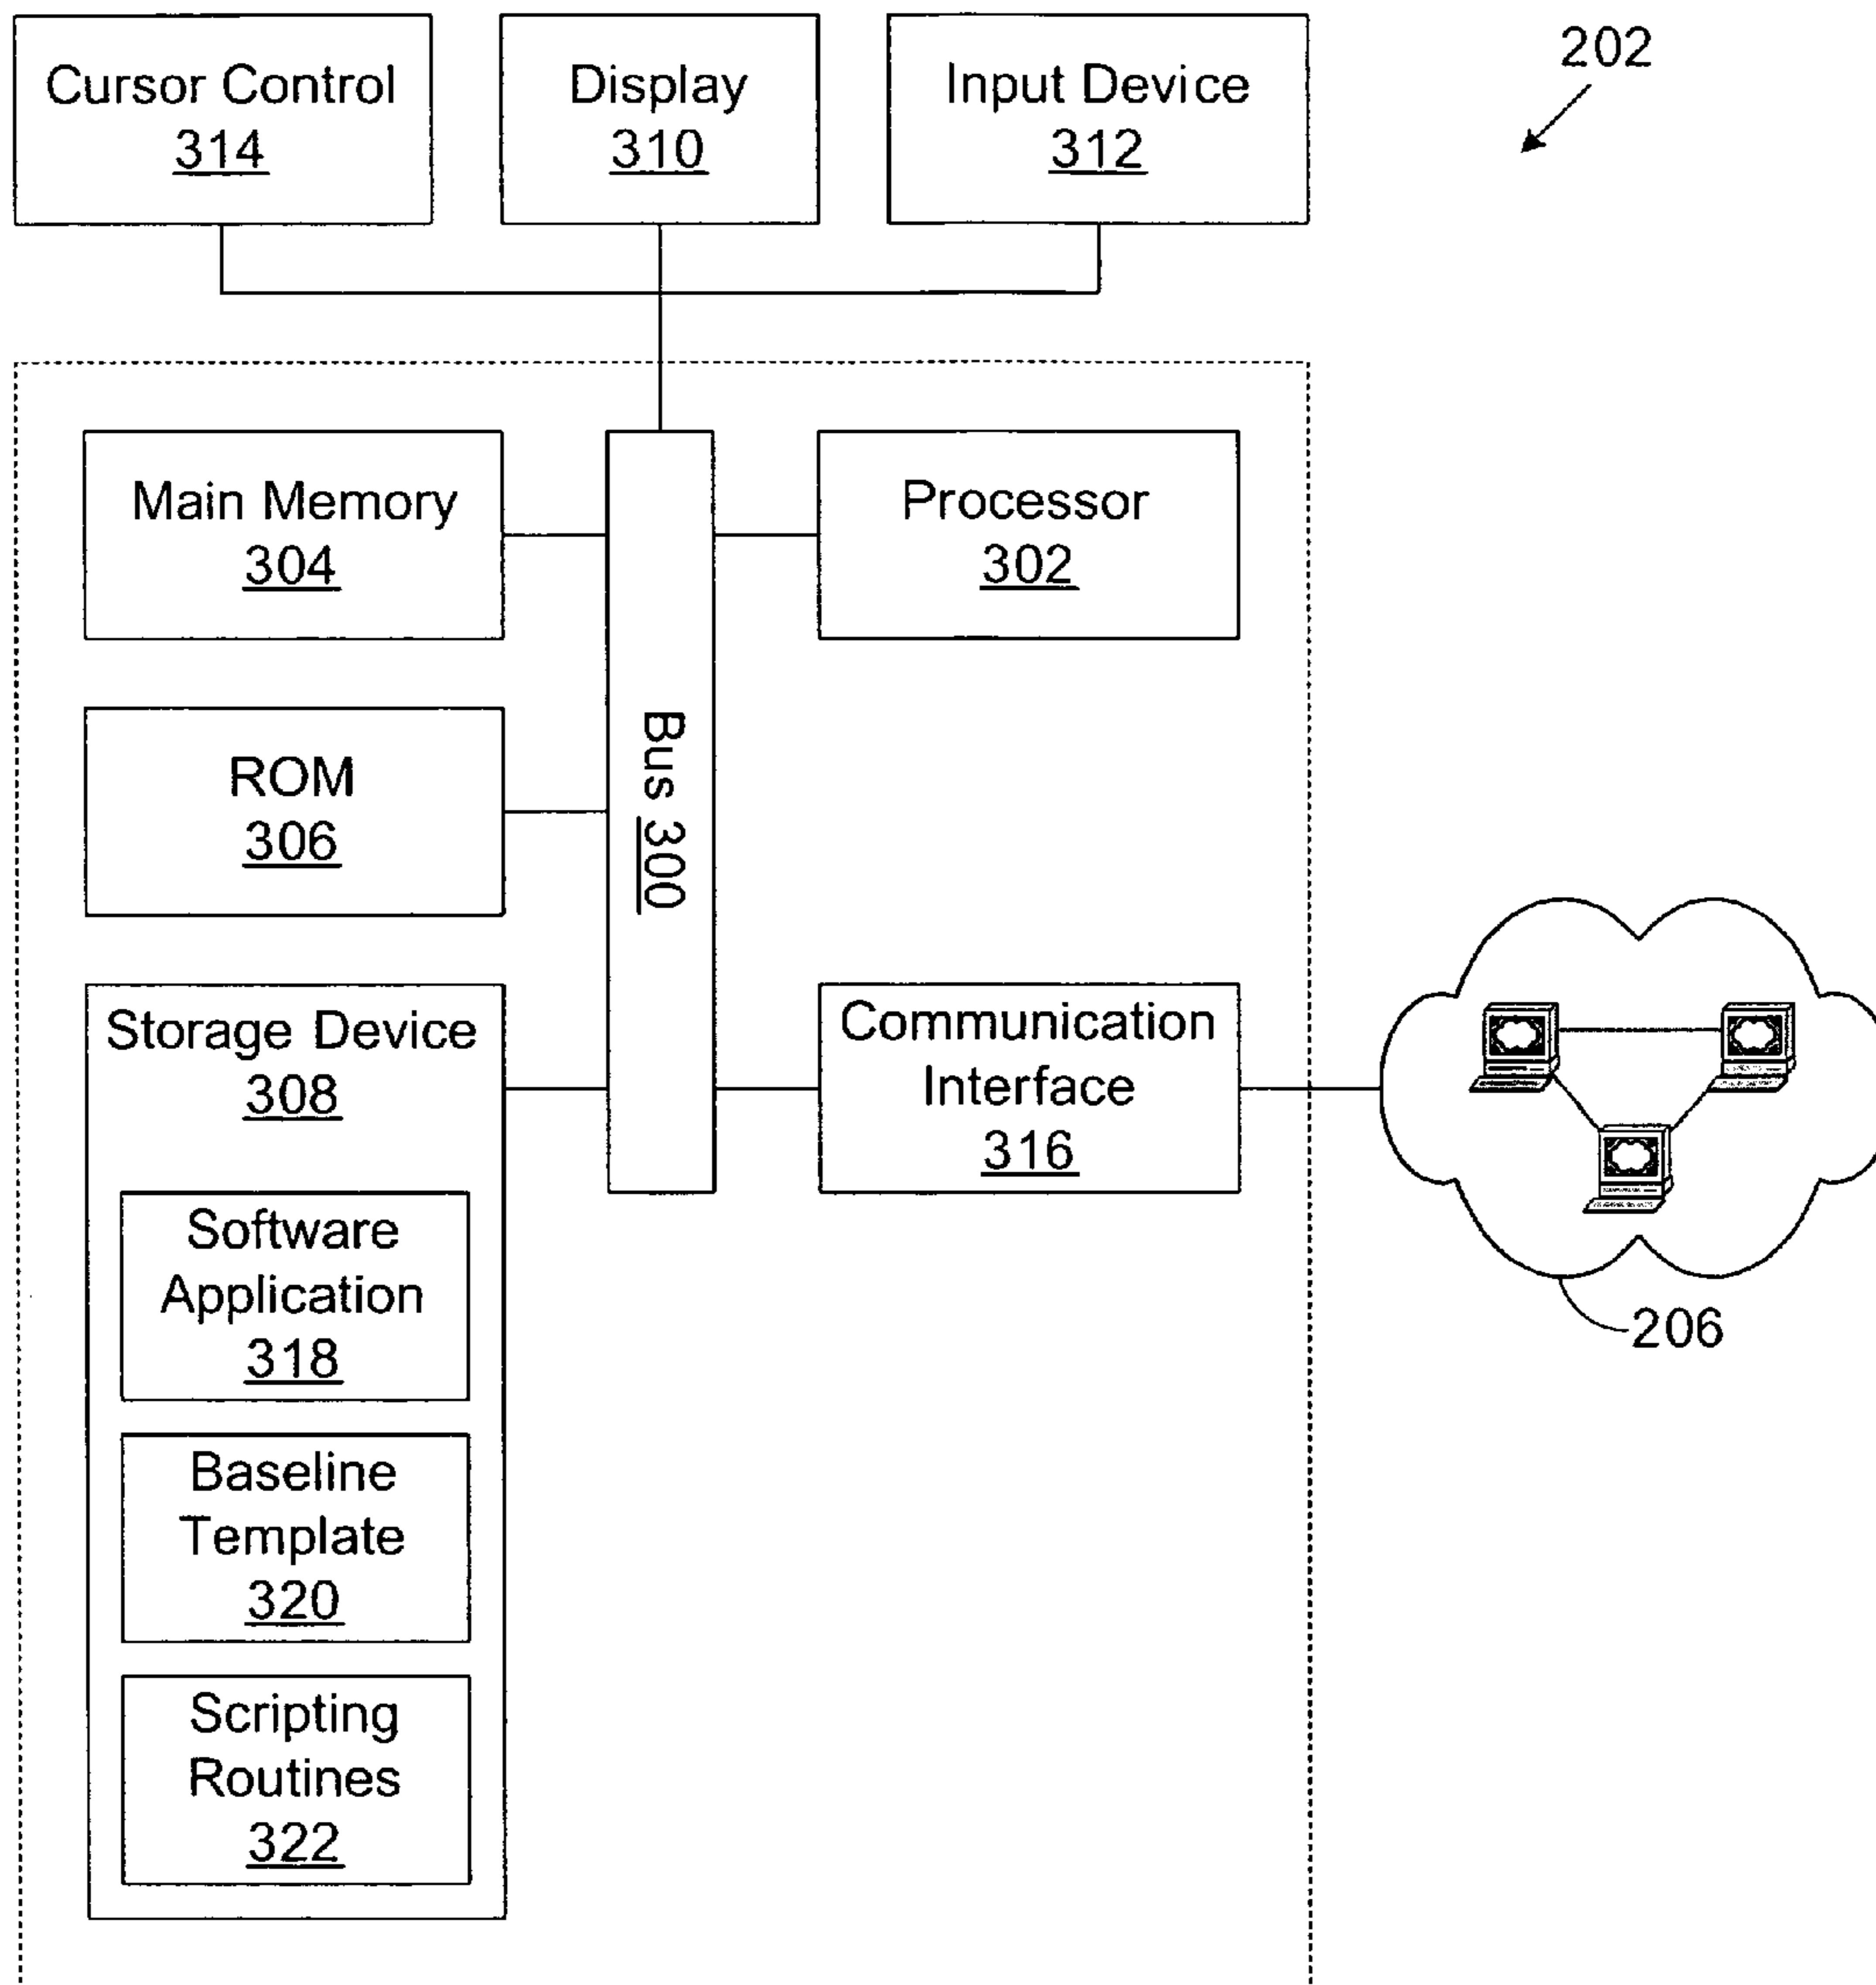 Cursor Control
314
Display
310
Input Device
312
202
Main Memory
304
Processor
302
ROM
306
Bus 300
Storage Device
308
Communication
Interface
316
Software
Application
318
206
Baseline
Template
320
Scripting
Routines
322